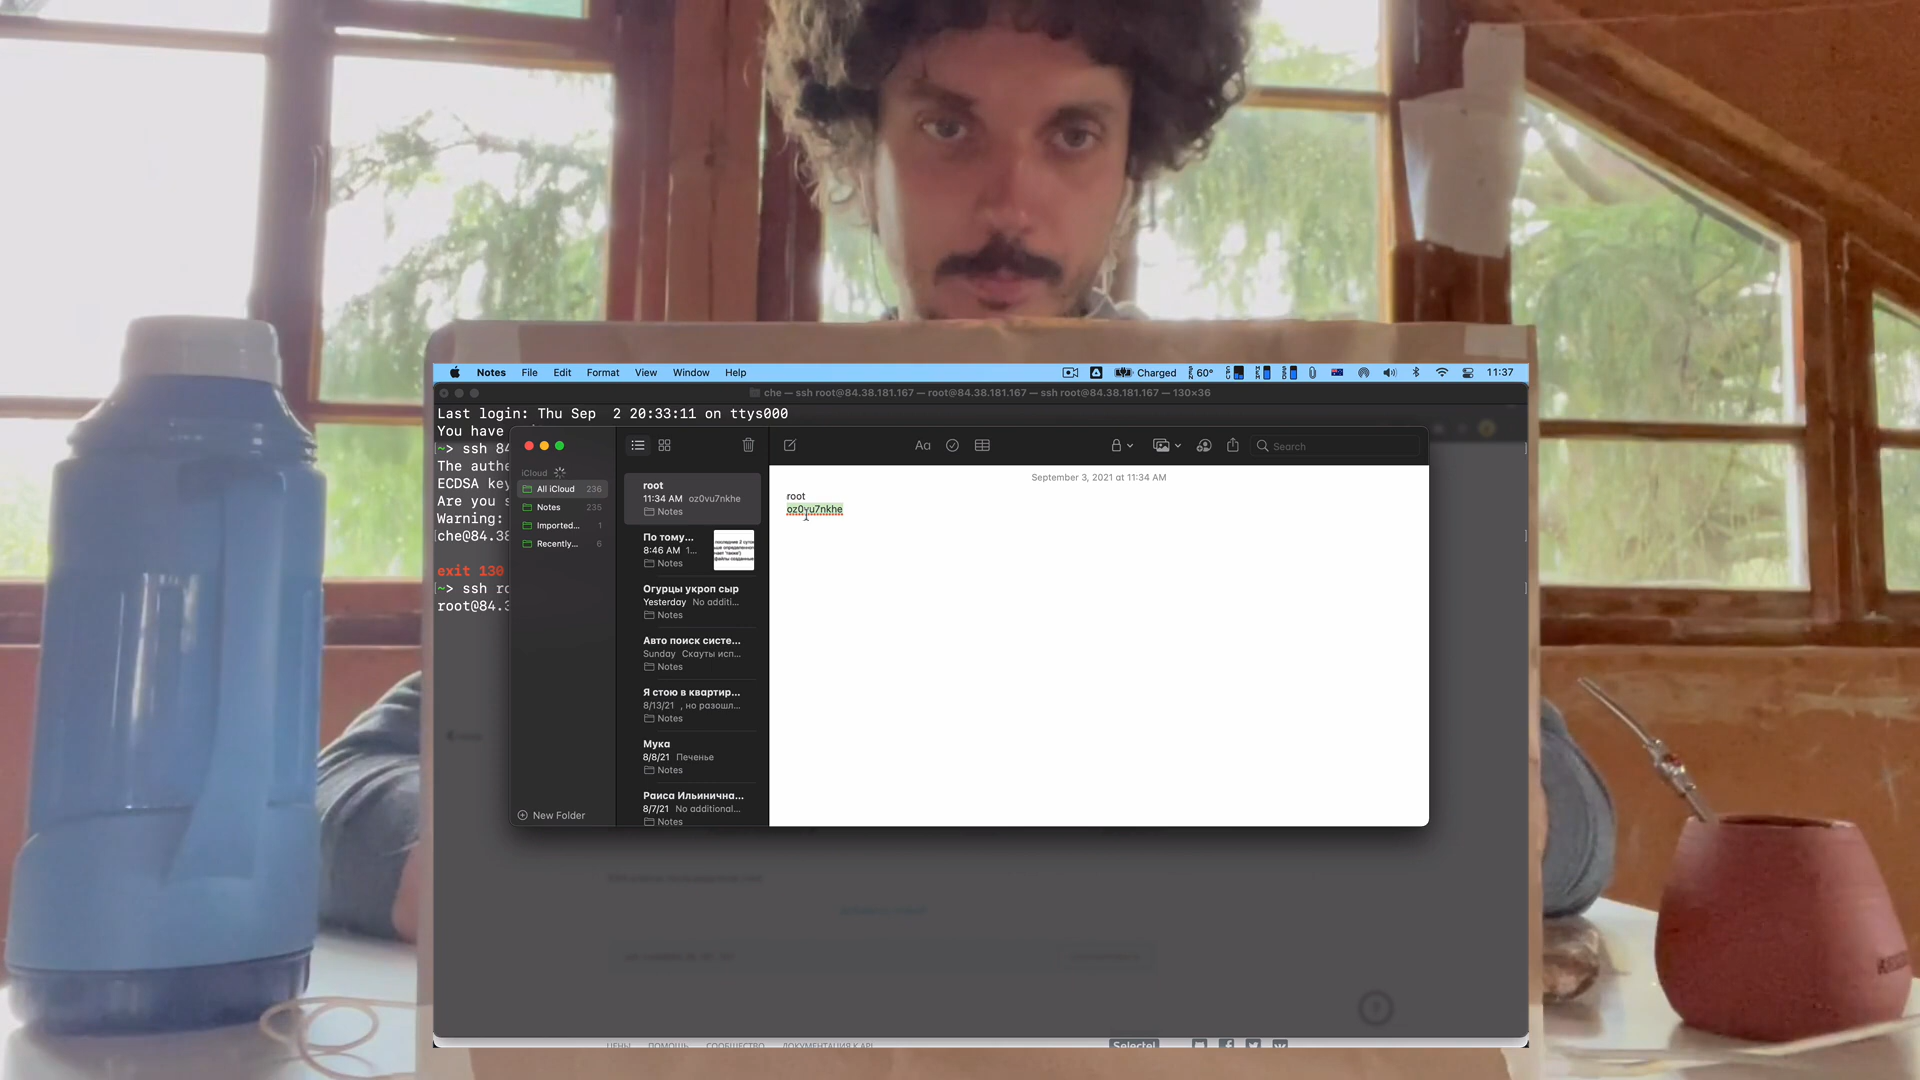 Notes File Edit Format View Window Help Charged 60° 11:37
che — ssh root@84.38.181.167 — root@84.38.181.167 — ssh root@84.38.181.167 — 130×36
Last login: Thu Sep 2 20:33:11 on ttys000
You have
~> ssh 84
The authe
ECDSA key
Are you s
Warning:
che@84.38
exit 130
~> ssh ro
root@84.3
iCloud
All iCloud 236
Notes 235
Imported... 1
Recently... 6
New Folder
root
11:34 AM oz0vu7nkhe
Notes
По тому...
8:46 AM 1...
Notes
Огурцы укроп сыр
Yesterday No additi...
Notes
Авто поиск систе...
Sunday Скауты исп...
Notes
Я стою в квартир...
8/13/21 , но разошл...
Notes
Мука
8/8/21 Печенье
Notes
Раиса Ильинична...
8/7/21 No additional...
Notes
Aa
Search
September 3, 2021 at 11:34 AM
root
oz0vu7nkhe
ЦЕНЫ ПОМОЩЬ СООБЩЕСТВО ДОКУМЕНТАЦИЯ К API Selectel